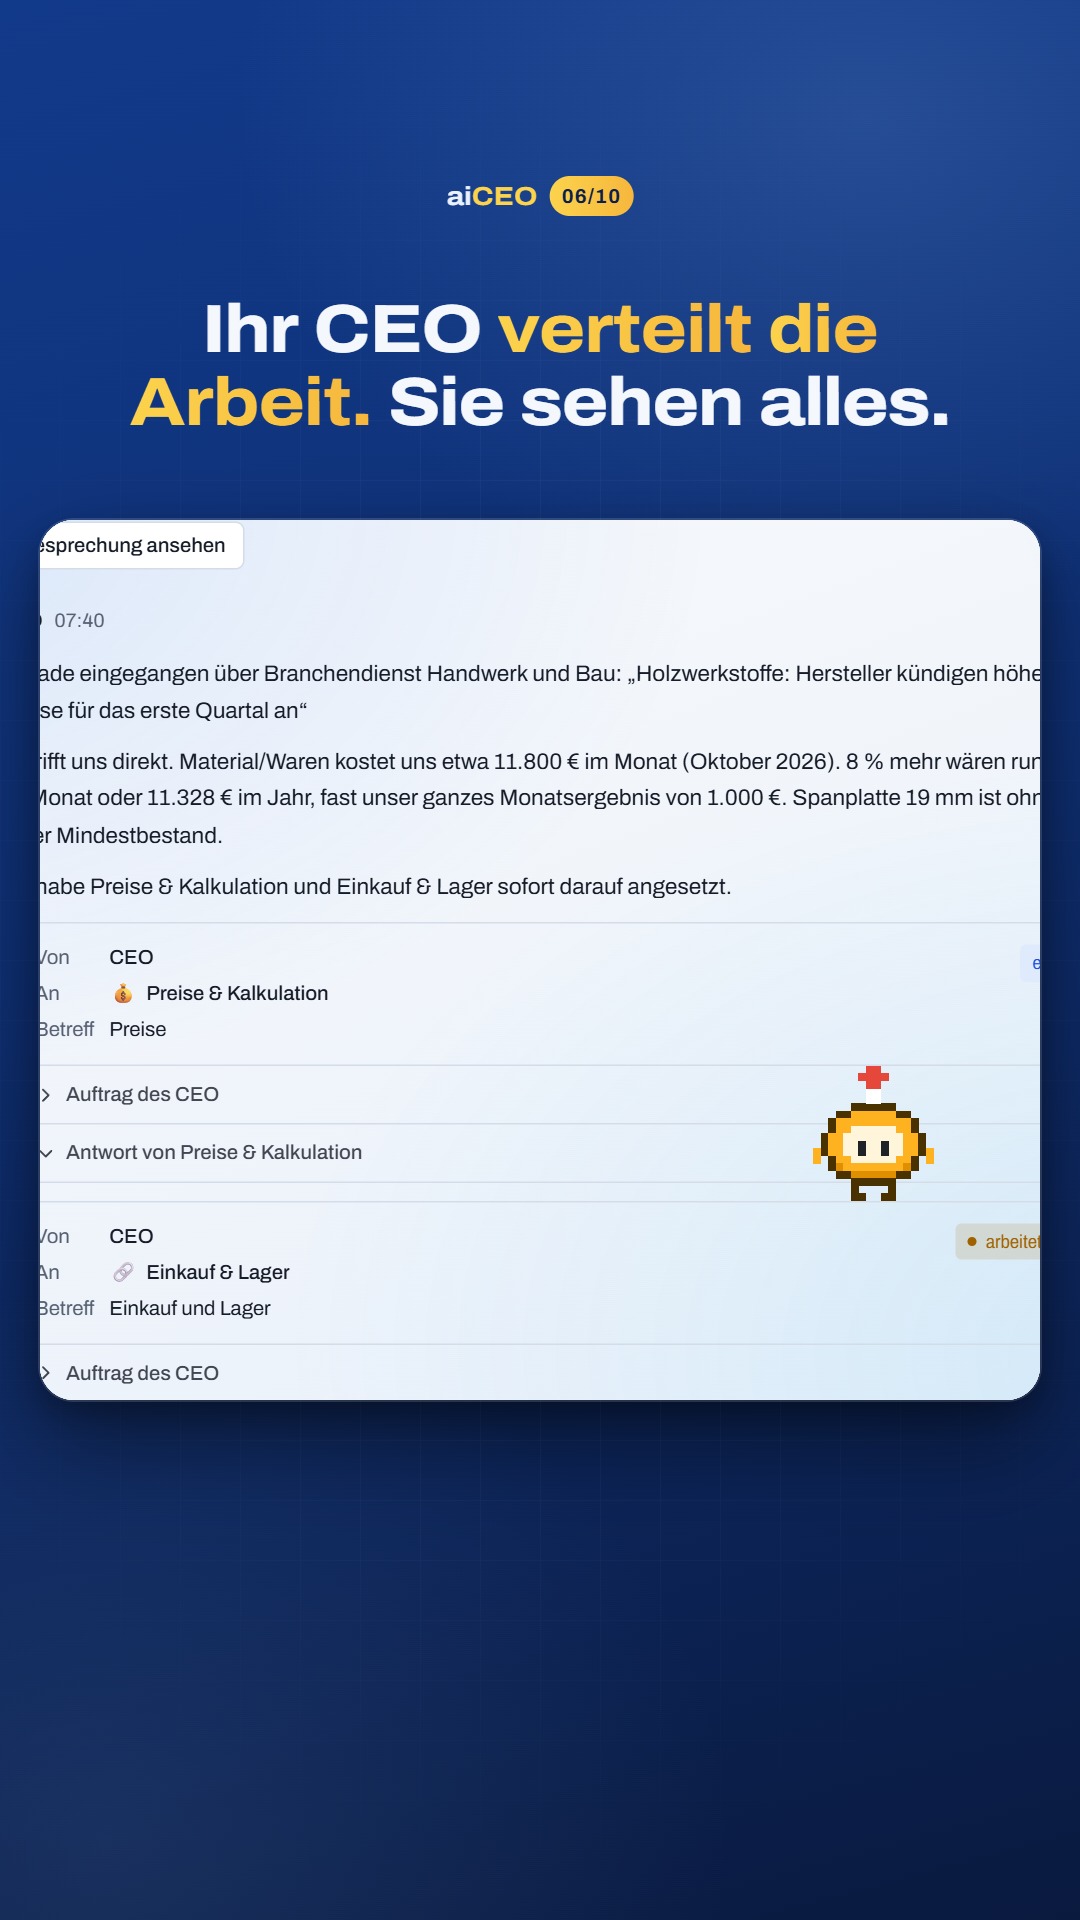 aiCEO 06/10
Ihr CEO verteilt die
Arbeit. Sie sehen alles.
esprechung ansehen
07:40
ade eingegangen über Branchendienst Handwerk und Bau: „Holzwerkstoffe: Hersteller kündigen höhe
se für das erste Quartal an“
rifft uns direkt. Material/Waren kostet uns etwa 11.800 € im Monat (Oktober 2026). 8 % mehr wären run
Monat oder 11.328 € im Jahr, fast unser ganzes Monatsergebnis von 1.000 €. Spanplatte 19 mm ist ohn
er Mindestbestand.
habe Preise & Kalkulation und Einkauf & Lager sofort darauf angesetzt.
Von CEO
e
An Preise & Kalkulation
Betreff Preise
Auftrag des CEO
Antwort von Preise & Kalkulation
Von CEO
arbeitet
An Einkauf & Lager
Betreff Einkauf und Lager
Auftrag des CEO